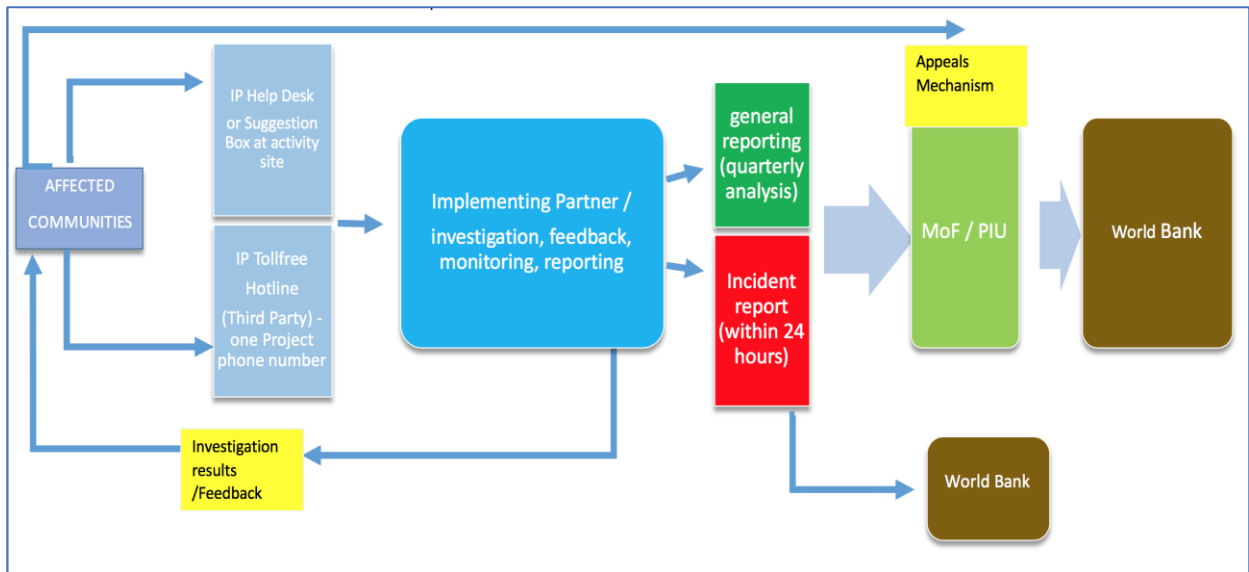 Appeals
Mechanism
IP Help Desk
or Suggestion
Box at activity
site
general
reporting
(quarterly
analysis)
AFFECTED
COMMUNITIES
Implementing Partner /
investigation, feedback,
monitoring, reporting
MoF / PIU
World Bank
IP Tollfree
Hotline
(Third Party) -
one Project
phone number
Incident
report
(within 24
hours)
Investigation
results
/Feedback
World Bank